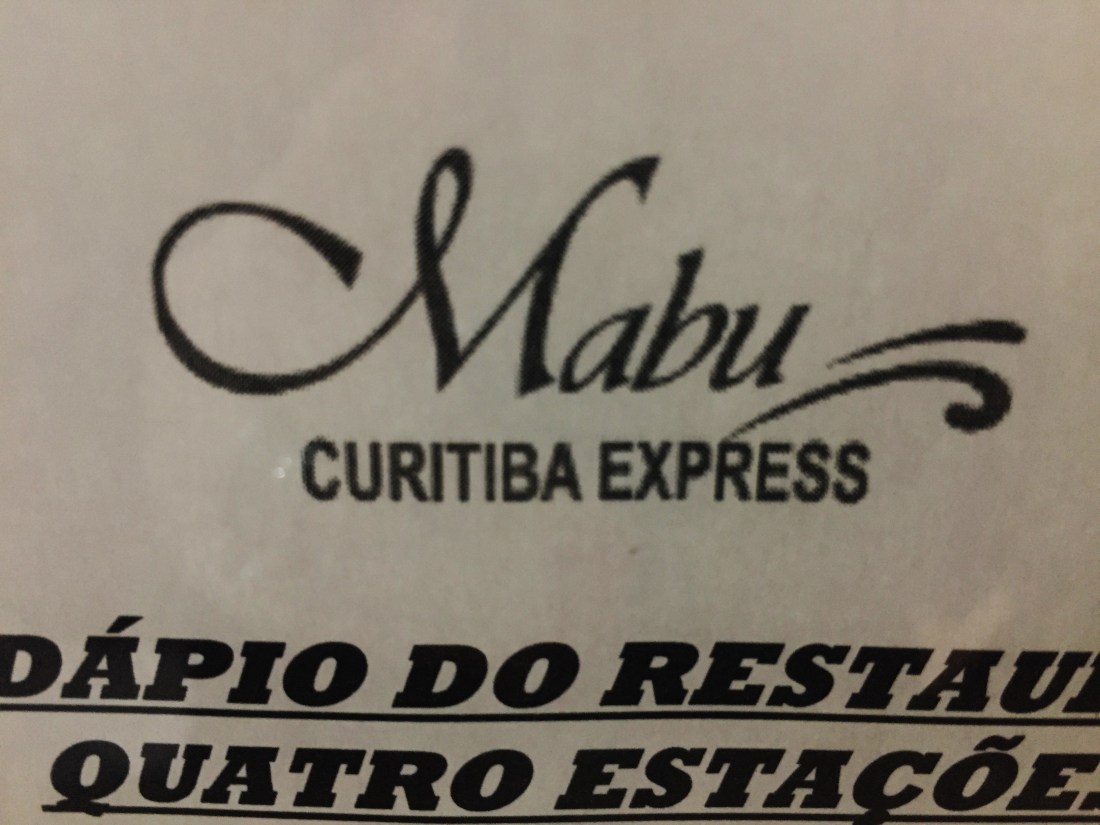 Mabu
CURITIBA EXPRESS
DÁPIO DO RESTAU
QUATRO ESTAÇÕE